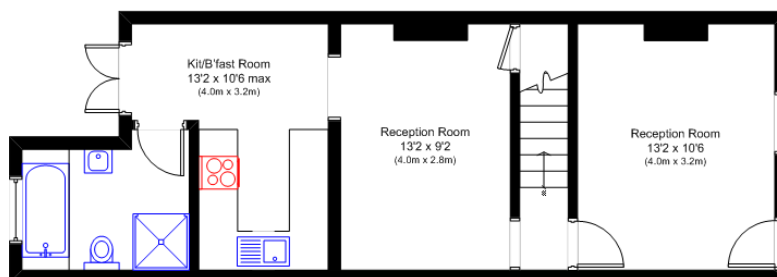 Kit/B'fast Room
13'2 x 10'6 max
(4.0m x 3.2m)
Reception Room
13'2 x 9'2
(4.0m x 2.8m)
Reception Room
13'2 x 10'6
(4.0m x 3.2m)